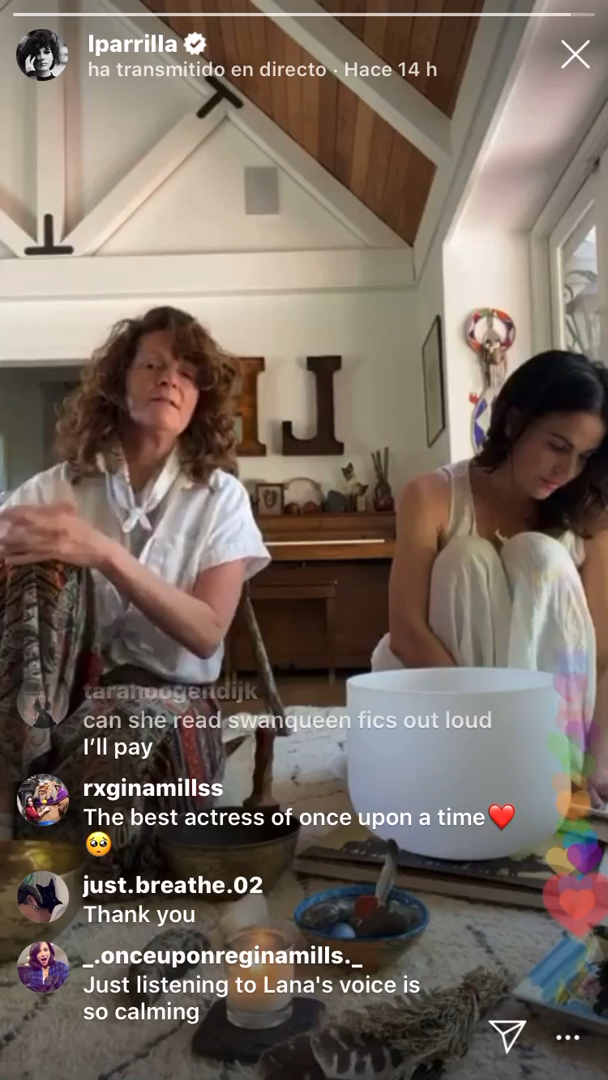 lparrilla
ha transmitido en directo · Hace 14 h
IJ
tarahoogendijk
can she read swanqueen fics out loud
I'll pay
rxginamillss
The best actress of once upon a time❤️
🥺
just.breathe.02
Thank you
_.onceuponreginamills._
Just listening to Lana's voice is
so calming